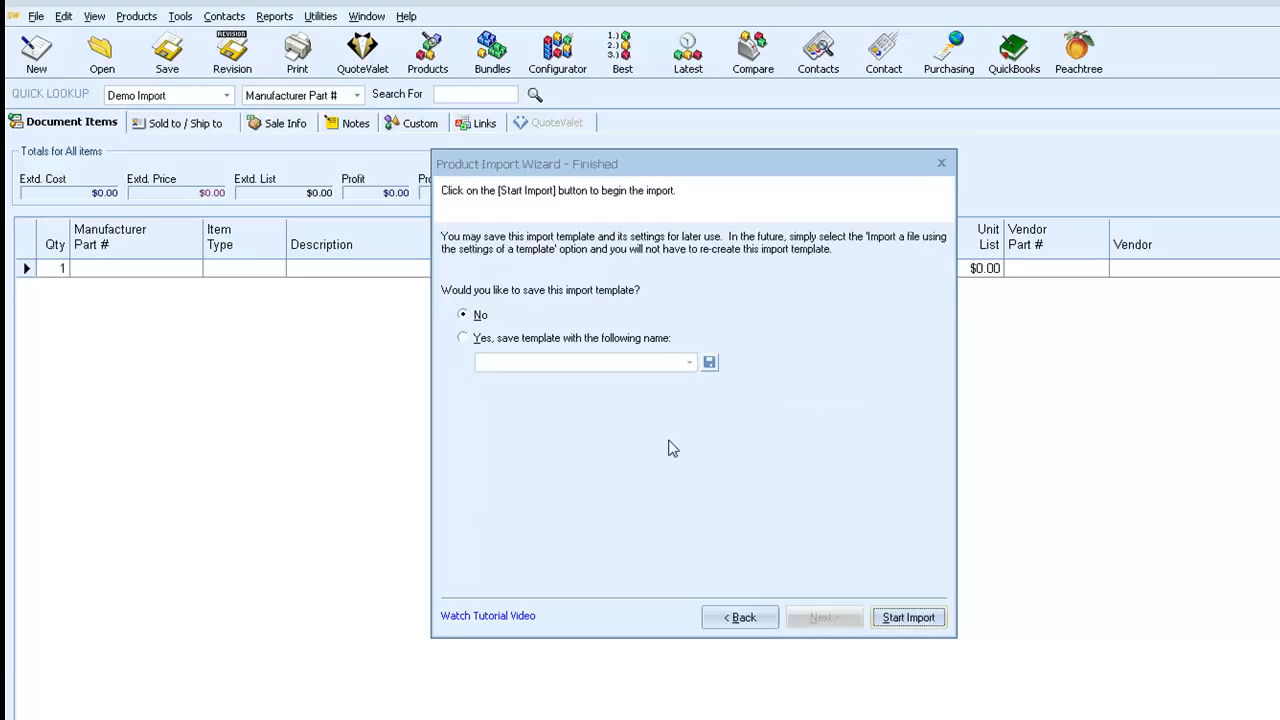 File Edit View Products Tools Contacts Reports Utilities Window Help
REVISION
1.)
2.)
3.)
New Open Save Revision Print QuoteValet Products Bundles Configurator Best Latest Compare Contacts Contact Purchasing QuickBooks Peachtree
QUICK LOOKUP Demo Import Manufacturer Part # Search For
Document Items Sold to / Ship to Sale Info Notes Custom Links QuoteValet
Totals for All items
Extd. Cost Extd. Price Extd. List Profit
$0.00 $0.00 $0.00 $0.00
Product Import Wizard - Finished
Click on the [Start Import] button to begin the import.
You may save this import template and its settings for later use. In the future, simply select the 'Import a file using
the settings of a template' option and you will not have to re-create this import template.
Would you like to save this import template?
No
Yes, save template with the following name:
Watch Tutorial Video < Back Next > Start Import
Qty Manufacturer Part # Item Type Description Unit List Vendor Part # Vendor
1 $0.00